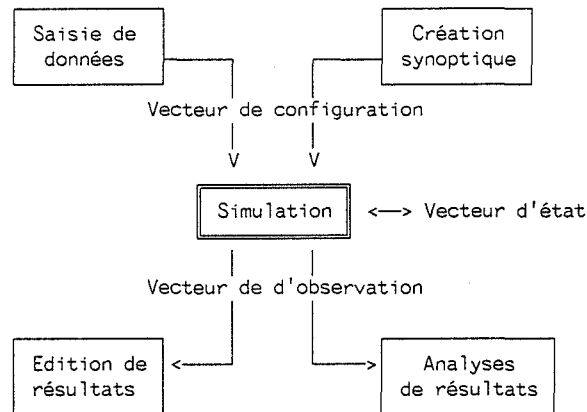 Saisie de
données
Création
synoptique
Vecteur de configuration
Simulation
<—> Vecteur d'état
Vecteur de d'observation
Edition de
résultats
Analyses
de résultats